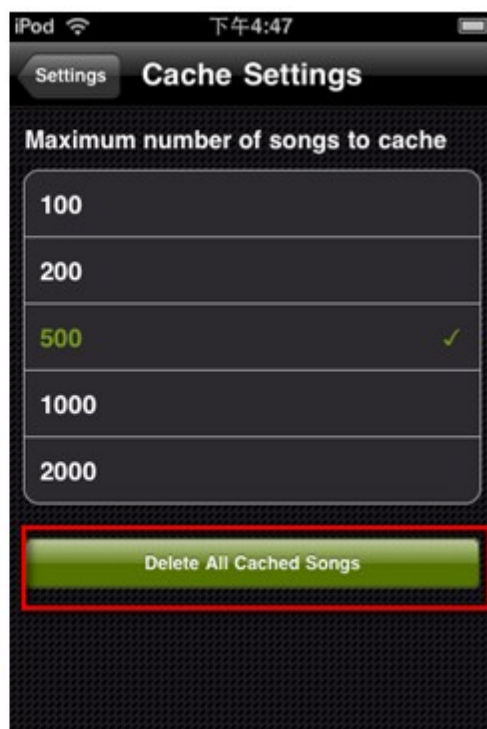 iPod 下午4:47
Settings Cache Settings
Maximum number of songs to cache
100
200
500 ✓
1000
2000
Delete All Cached Songs